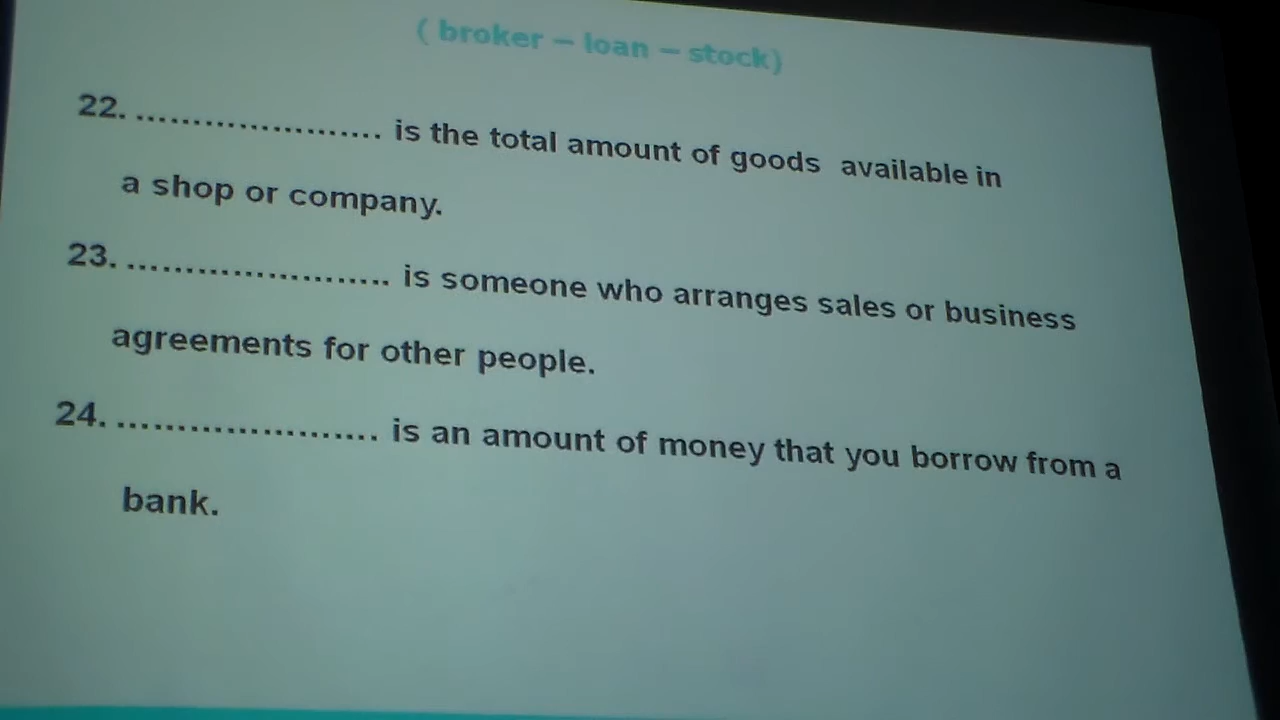 ( broker – loan – stock)
22. ...................... is the total amount of goods available in
a shop or company.
23. ....................... is someone who arranges sales or business
agreements for other people.
24. ....................... is an amount of money that you borrow from a
bank.